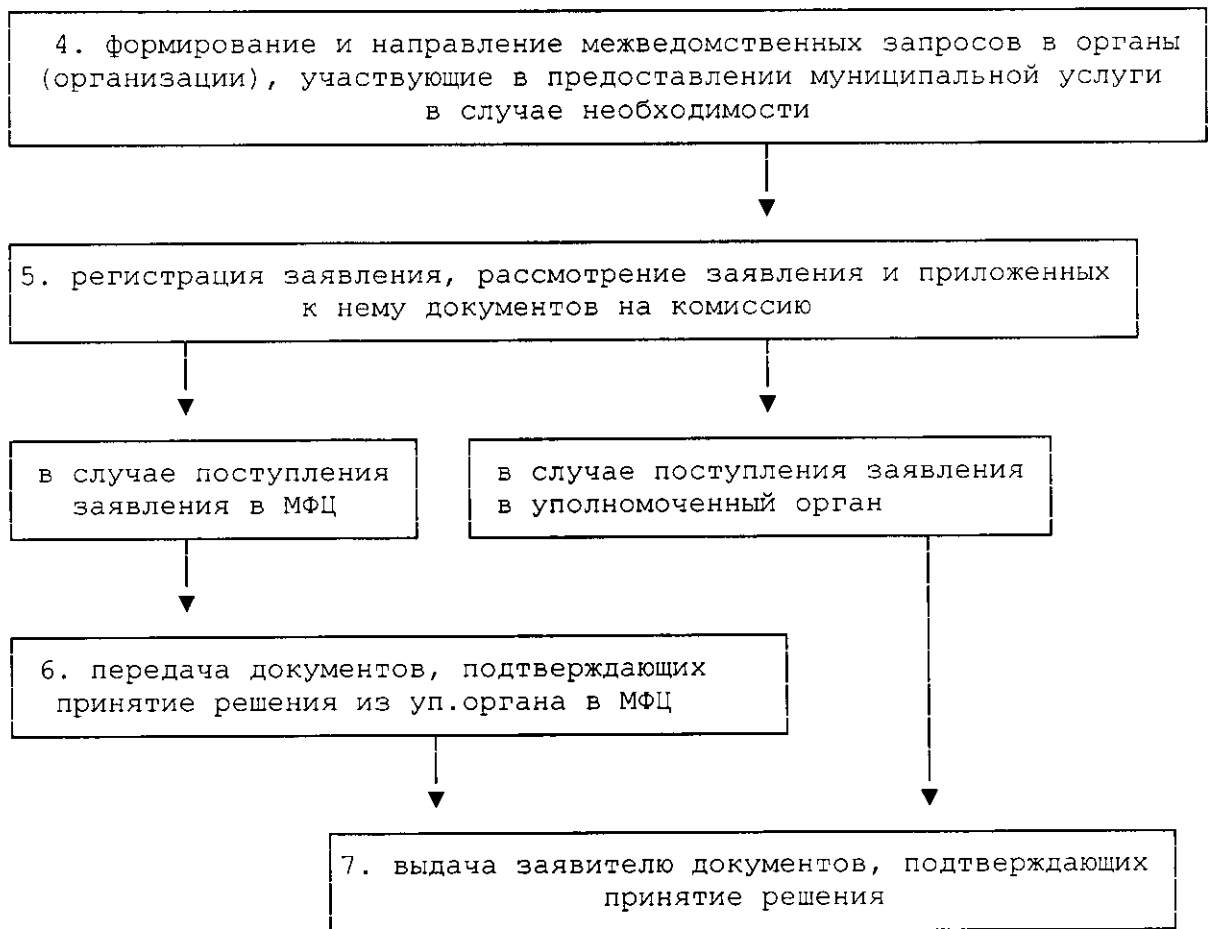 4. формирование и направление межведомственных запросов в органы
(организации), участвующие в предоставлении муниципальной услуги
в случае необходимости
5. регистрация заявления, рассмотрение заявления и приложенных
к нему документов на комиссию
в случае поступления
заявления в МФЦ
в случае поступления заявления
в уполномоченный орган
6. передача документов, подтверждающих
принятие решения из уп.органа в МФЦ
7. выдача заявителю документов, подтверждающих
принятие решения